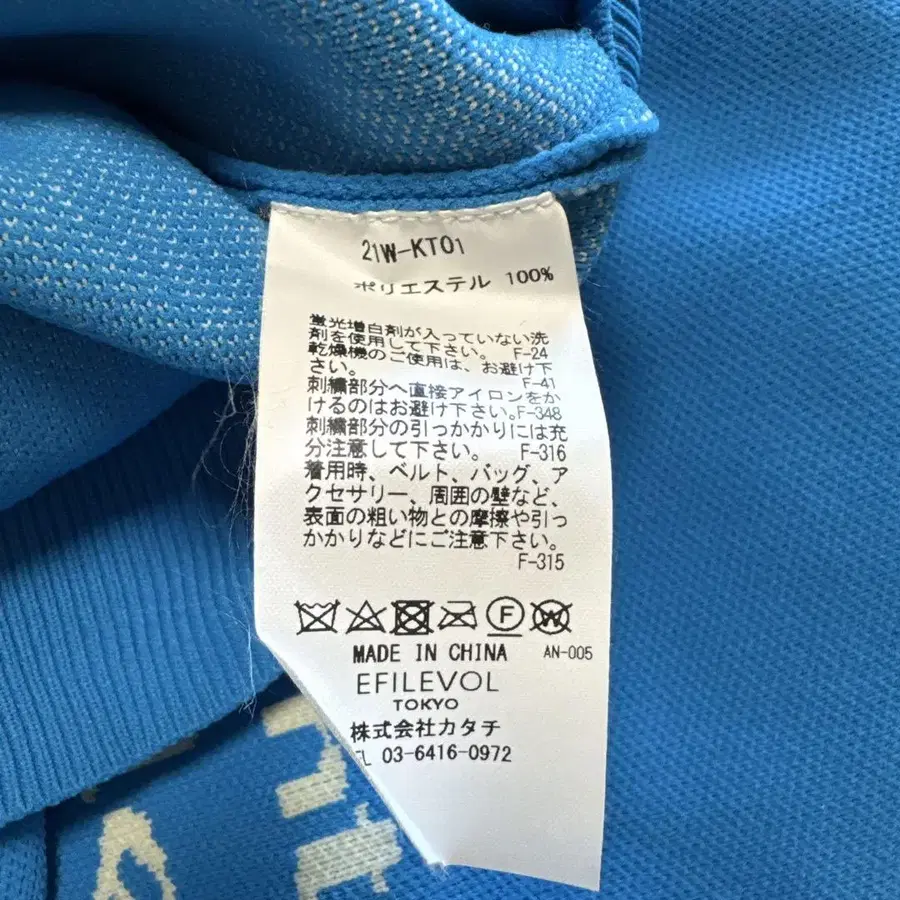 21W-KT01
ポリエステル 100%
蛍光増白剤が入っていない洗
剤を使用して下さい。 F-24
乾燥機のご使用は、お避け下
さい。 F-41
刺繍部分へ直接アイロンをか
けるのはお避け下さい。F-348
刺繍部分の引っかかりには充
分注意して下さい。 F-316
着用時、ベルト、バッグ、ア
クセサリー、周囲の壁など、
表面の粗い物との摩擦や引っ
かかりなどにご注意下さい。
F-315
F W
MADE IN CHINA AN-005
EFILEVOL
TOKYO
株式会社カタチ
03-6416-0972